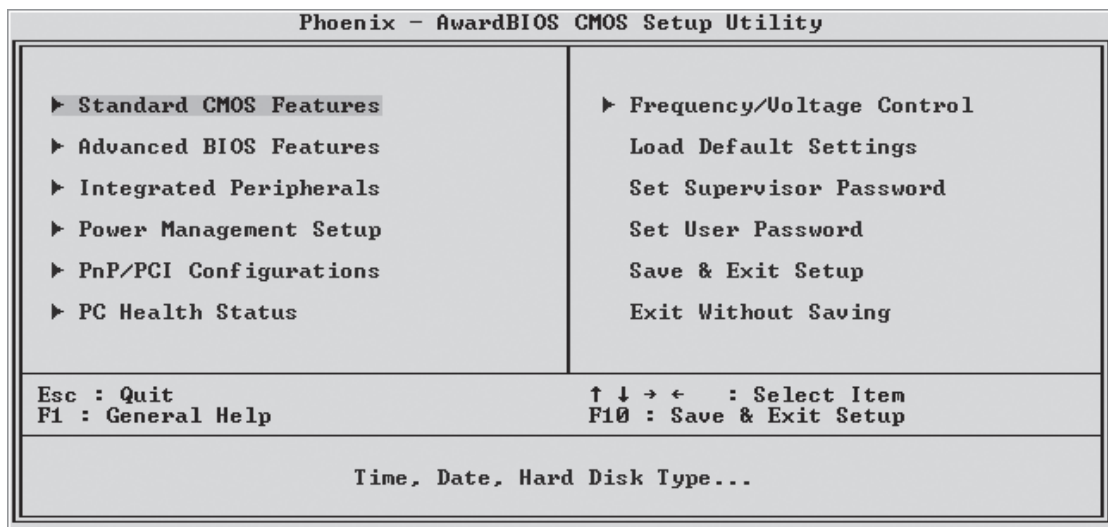 Phoenix - AwardBIOS CMOS Setup Utility
▶ Standard CMOS Features
▶ Advanced BIOS Features
▶ Integrated Peripherals
▶ Power Management Setup
▶ PnP/PCI Configurations
▶ PC Health Status
▶ Frequency/Voltage Control
Load Default Settings
Set Supervisor Password
Set User Password
Save & Exit Setup
Exit Without Saving
Esc : Quit
F1 : General Help
↑ ↓ → ← : Select Item
F10 : Save & Exit Setup
Time, Date, Hard Disk Type...